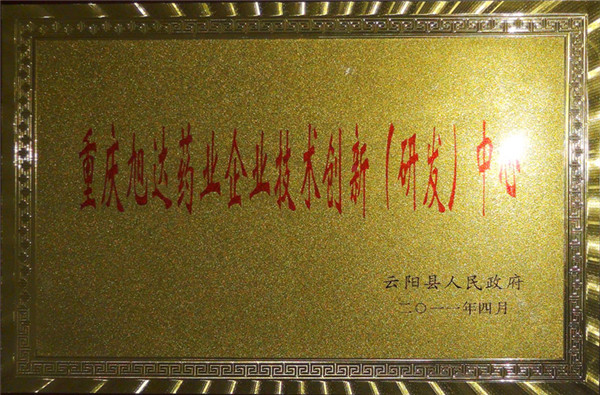 重庆旭达药业企业技术创新（研发）中心
云阳县人民政府
二〇一一年四月